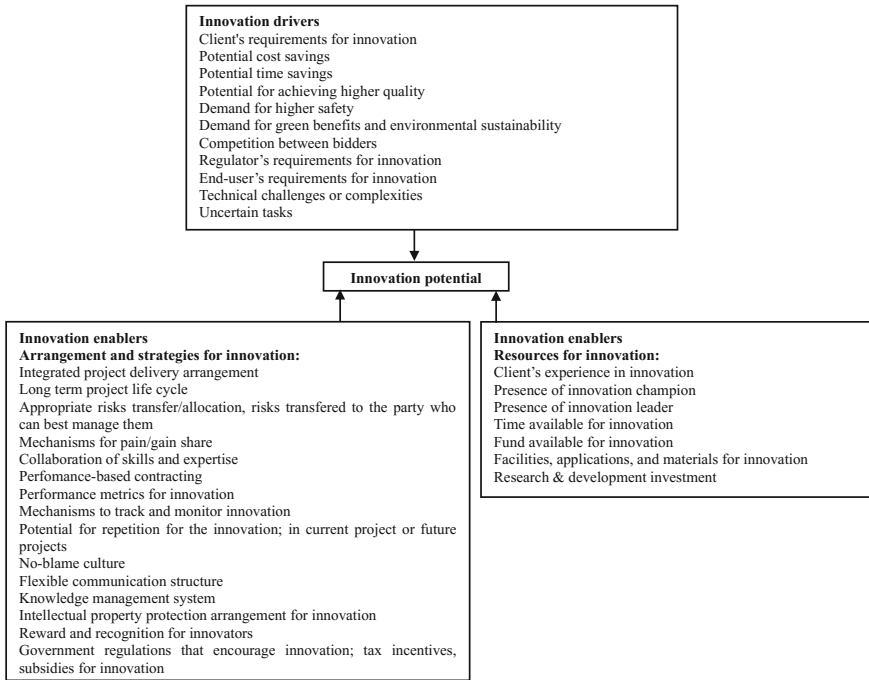 Innovation drivers
Client's requirements for innovation
Potential cost savings
Potential time savings
Potential for achieving higher quality
Demand for higher safety
Demand for green benefits and environmental sustainability
Competition between bidders
Regulator’s requirements for innovation
End-user’s requirements for innovation
Technical challenges or complexities
Uncertain tasks
Innovation potential
Innovation enablers
Arrangement and strategies for innovation:
Integrated project delivery arrangement
Long term project life cycle
Appropriate risks transfer/allocation, risks transfered to the party who
can best manage them
Mechanisms for pain/gain share
Collaboration of skills and expertise
Perfomance-based contracting
Performance metrics for innovation
Mechanisms to track and monitor innovation
Potential for repetition for the innovation; in current project or future
projects
No-blame culture
Flexible communication structure
Knowledge management system
Intellectual property protection arrangement for innovation
Reward and recognition for innovators
Government regulations that encourage innovation; tax incentives,
subsidies for innovation
Innovation enablers
Resources for innovation:
Client’s experience in innovation
Presence of innovation champion
Presence of innovation leader
Time available for innovation
Fund available for innovation
Facilities, applications, and materials for innovation
Research & development investment